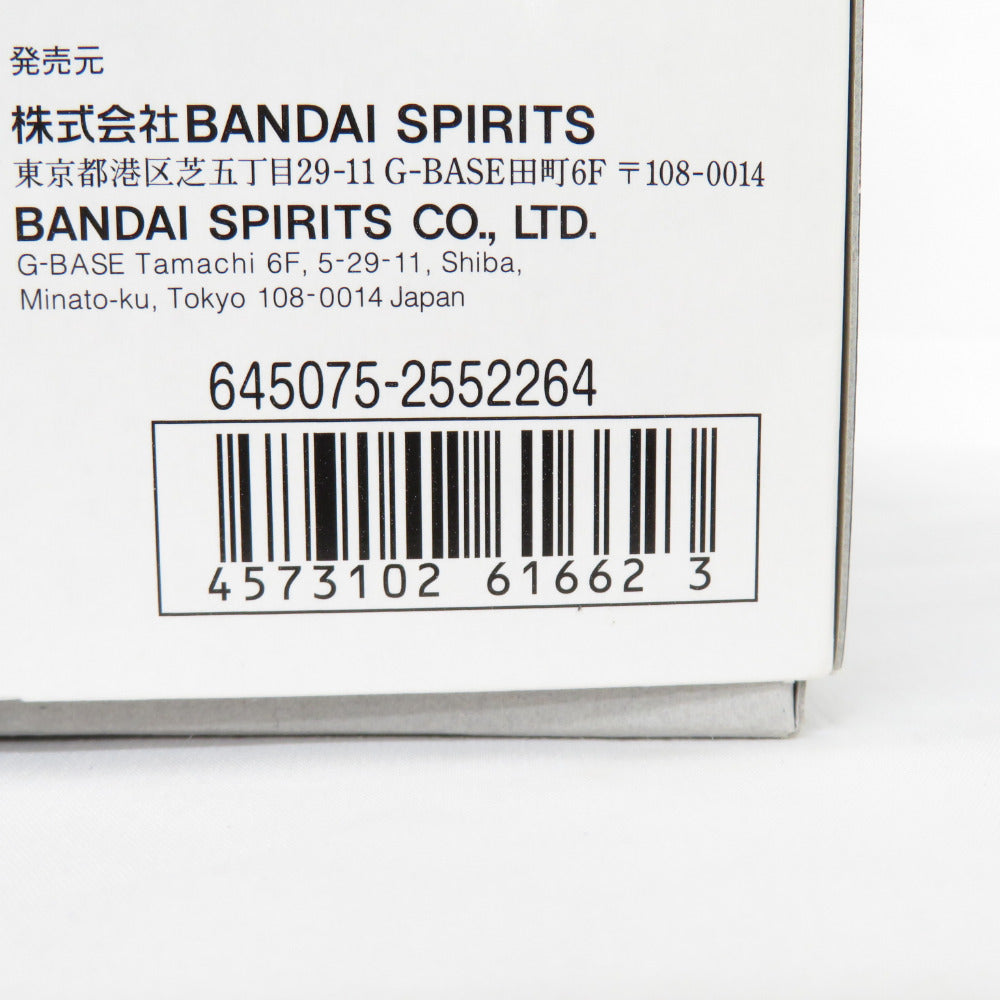 発売元
株式会社BANDAI SPIRITS
東京都港区芝五丁目29-11 G-BASE田町6F 〒108-0014
BANDAI SPIRITS CO., LTD.
G-BASE Tamachi 6F, 5-29-11, Shiba,
Minato-ku, Tokyo 108-0014 Japan
645075-2552264
4573102 61662 3